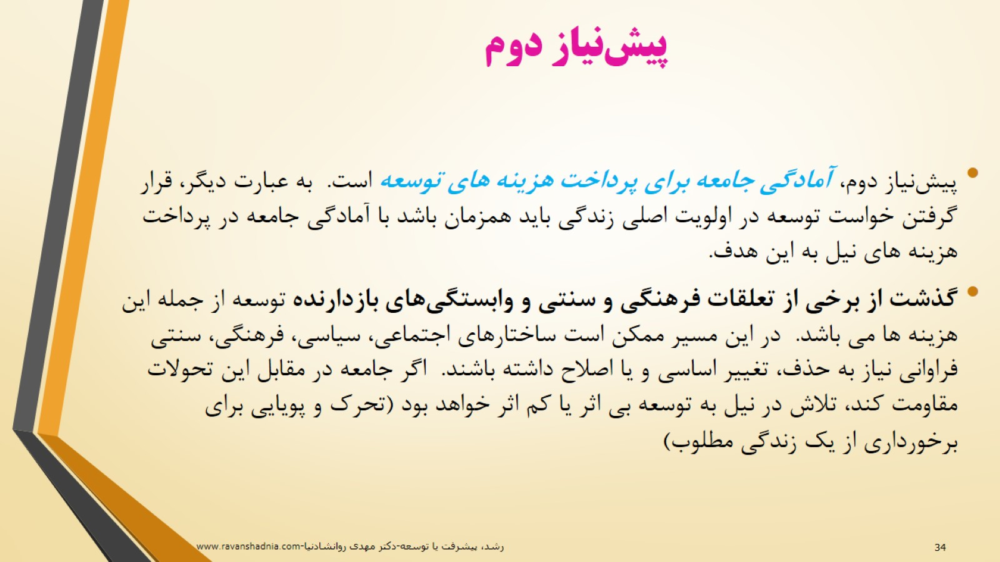 پیش‌نیاز دوم
• پیش‌نیاز دوم، آمادگی جامعه برای پرداخت هزینه های توسعه است. به عبارت دیگر، قرار
گرفتن خواست توسعه در اولویت اصلی زندگی باید همزمان باشد با آمادگی جامعه در پرداخت
هزینه های نیل به این هدف.
• گذشت از برخی از تعلقات فرهنگی و سنتی و وابستگی‌های بازدارنده توسعه از جمله این
هزینه ها می باشد. در این مسیر ممکن است ساختارهای اجتماعی، سیاسی، فرهنگی، سنتی
فراوانی نیاز به حذف، تغییر اساسی و یا اصلاح داشته باشند. اگر جامعه در مقابل این تحولات
مقاومت کند، تلاش در نیل به توسعه بی اثر یا کم اثر خواهد بود (تحرک و پویایی برای
برخورداری از یک زندگی مطلوب)
رشد، پیشرفت یا توسعه-دکتر مهدی روانشادنیا-www.ravanshadnia.com
34